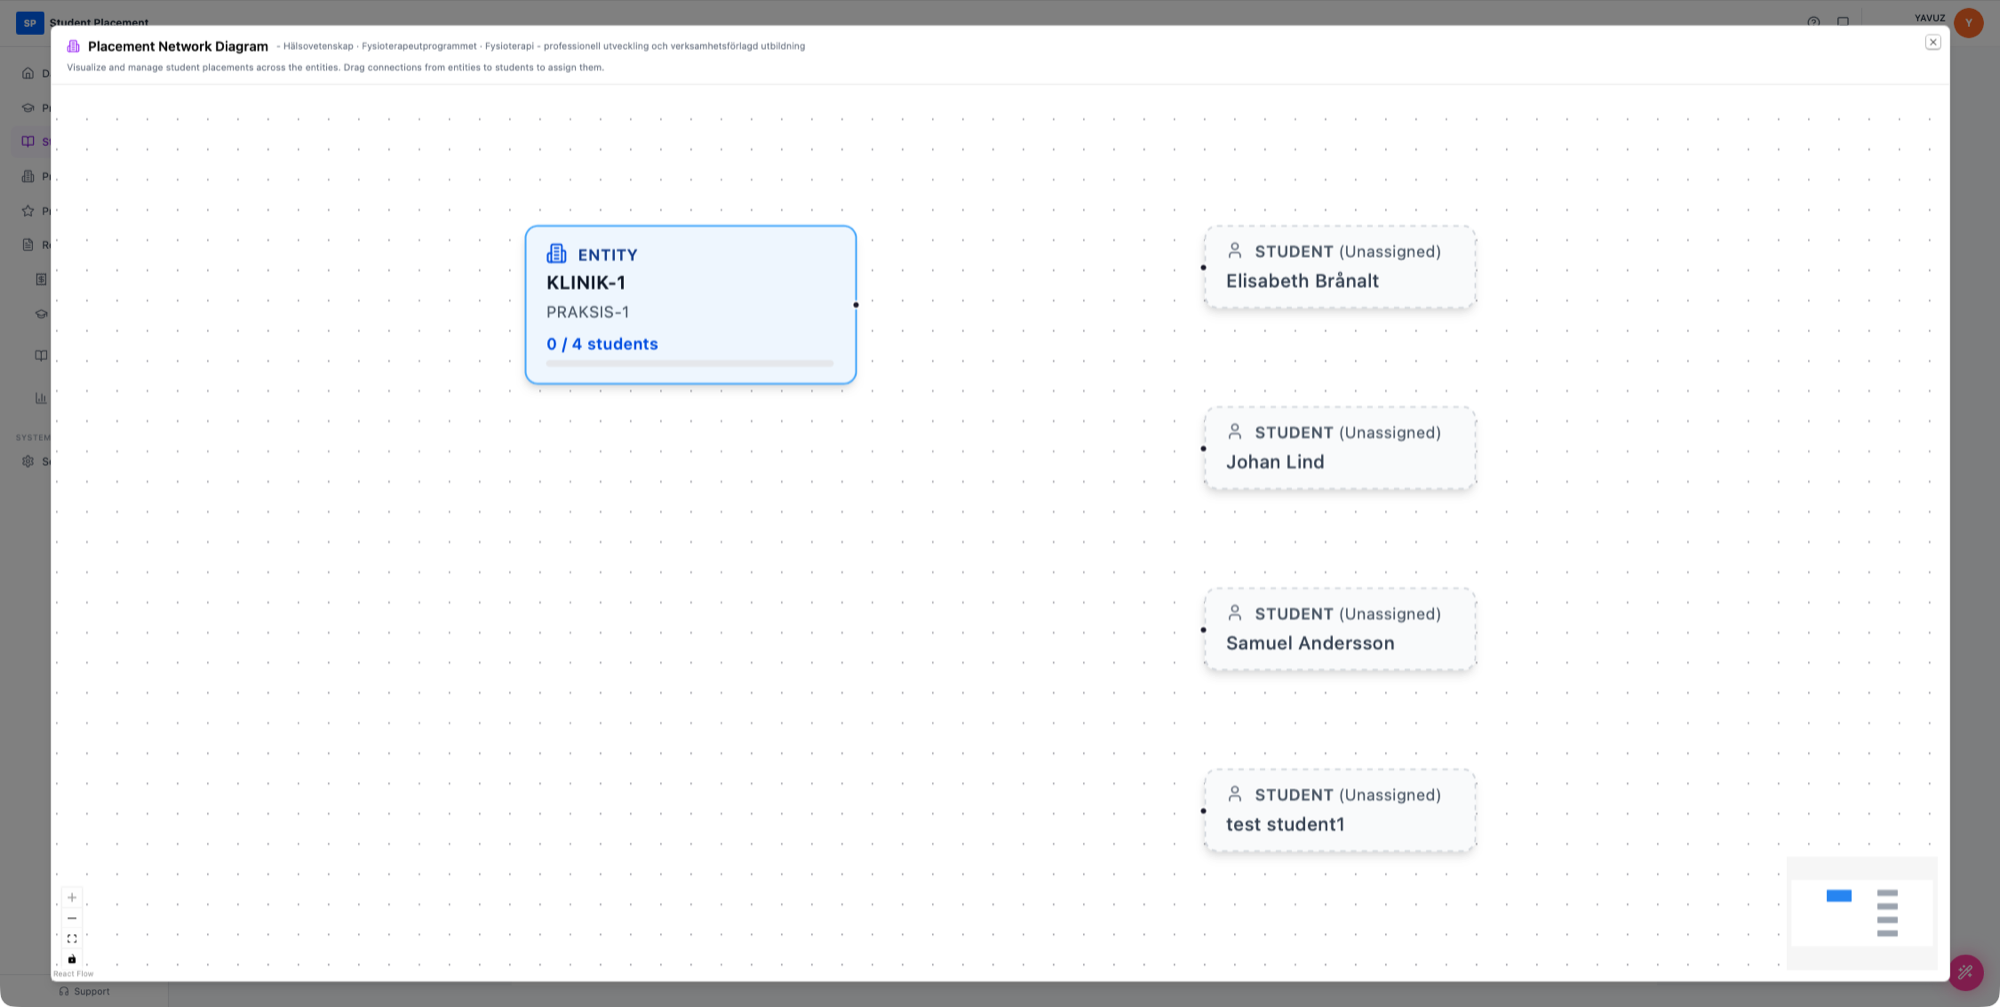 SP Student Placement
YAVUZ
Y
Placement Network Diagram - Hälsovetenskap · Fysioterapeutprogrammet · Fysioterapi - professionell utveckling och verksamhetsförlagd utbildning
Visualize and manage student placements across the entities. Drag connections from entities to students to assign them.
SYSTEM
ENTITY
KLINIK-1
PRAKSIS-1
0 / 4 students
STUDENT (Unassigned)
Elisabeth Brånalt
STUDENT (Unassigned)
Johan Lind
STUDENT (Unassigned)
Samuel Andersson
STUDENT (Unassigned)
test student1
React Flow
Support